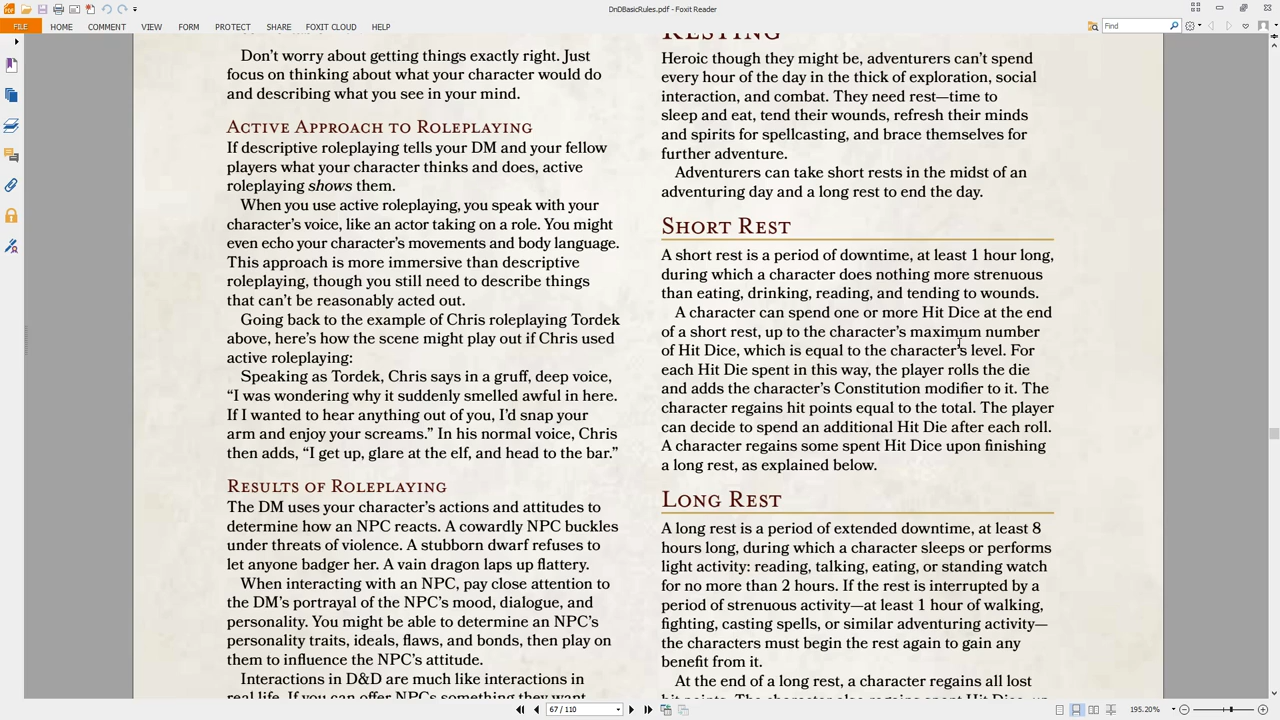 DnDBasicRules.pdf - Foxit Reader
FILE HOME COMMENT VIEW FORM PROTECT SHARE FOXIT CLOUD HELP
Find
Don’t worry about getting things exactly right. Just
focus on thinking about what your character would do
and describing what you see in your mind.
Active Approach to Roleplaying
If descriptive roleplaying tells your DM and your fellow
players what your character thinks and does, active
roleplaying shows them.
When you use active roleplaying, you speak with your
character’s voice, like an actor taking on a role. You might
even echo your character’s movements and body language.
This approach is more immersive than descriptive
roleplaying, though you still need to describe things
that can’t be reasonably acted out.
Going back to the example of Chris roleplaying Tordek
above, here’s how the scene might play out if Chris used
active roleplaying:
Speaking as Tordek, Chris says in a gruff, deep voice,
“I was wondering why it suddenly smelled awful in here.
If I wanted to hear anything out of you, I’d snap your
arm and enjoy your screams.” In his normal voice, Chris
then adds, “I get up, glare at the elf, and head to the bar.”
Results of Roleplaying
The DM uses your character’s actions and attitudes to
determine how an NPC reacts. A cowardly NPC buckles
under threats of violence. A stubborn dwarf refuses to
let anyone badger her. A vain dragon laps up flattery.
When interacting with an NPC, pay close attention to
the DM’s portrayal of the NPC’s mood, dialogue, and
personality. You might be able to determine an NPC’s
personality traits, ideals, flaws, and bonds, then play on
them to influence the NPC’s attitude.
Interactions in D&D are much like interactions in
real life. If you can offer NPCs something they want,
Resting
Heroic though they might be, adventurers can’t spend
every hour of the day in the thick of exploration, social
interaction, and combat. They need rest—time to
sleep and eat, tend their wounds, refresh their minds
and spirits for spellcasting, and brace themselves for
further adventure.
Adventurers can take short rests in the midst of an
adventuring day and a long rest to end the day.
Short Rest
A short rest is a period of downtime, at least 1 hour long,
during which a character does nothing more strenuous
than eating, drinking, reading, and tending to wounds.
A character can spend one or more Hit Dice at the end
of a short rest, up to the character’s maximum number
of Hit Dice, which is equal to the character’s level. For
each Hit Die spent in this way, the player rolls the die
and adds the character’s Constitution modifier to it. The
character regains hit points equal to the total. The player
can decide to spend an additional Hit Die after each roll.
A character regains some spent Hit Dice upon finishing
a long rest, as explained below.
Long Rest
A long rest is a period of extended downtime, at least 8
hours long, during which a character sleeps or performs
light activity: reading, talking, eating, or standing watch
for no more than 2 hours. If the rest is interrupted by a
period of strenuous activity—at least 1 hour of walking,
fighting, casting spells, or similar adventuring activity—
the characters must begin the rest again to gain any
benefit from it.
At the end of a long rest, a character regains all lost
hit points. The character also regains spent Hit Dice, up
67 / 110
195.20%